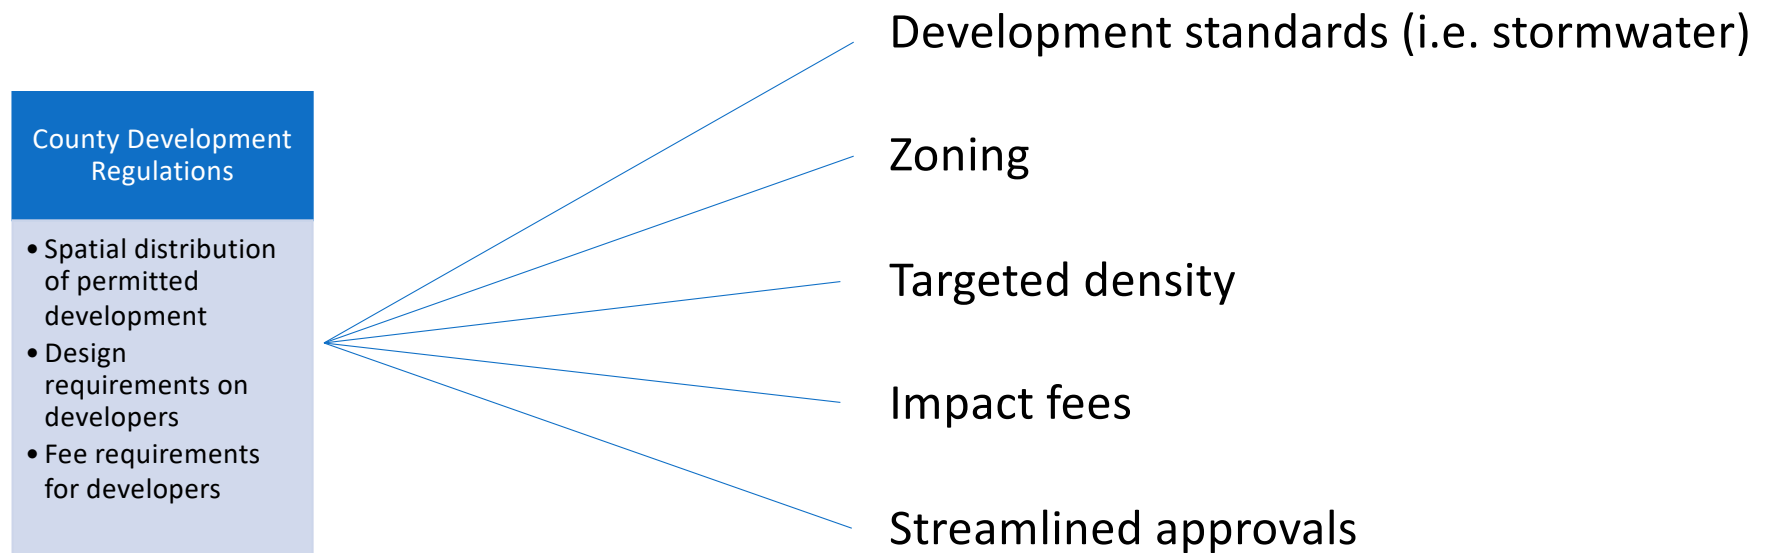 County Development
Regulations
• Spatial distribution
of permitted
development
• Design
requirements on
developers
• Fee requirements
for developers
Development standards (i.e. stormwater)
Zoning
Targeted density
Impact fees
Streamlined approvals